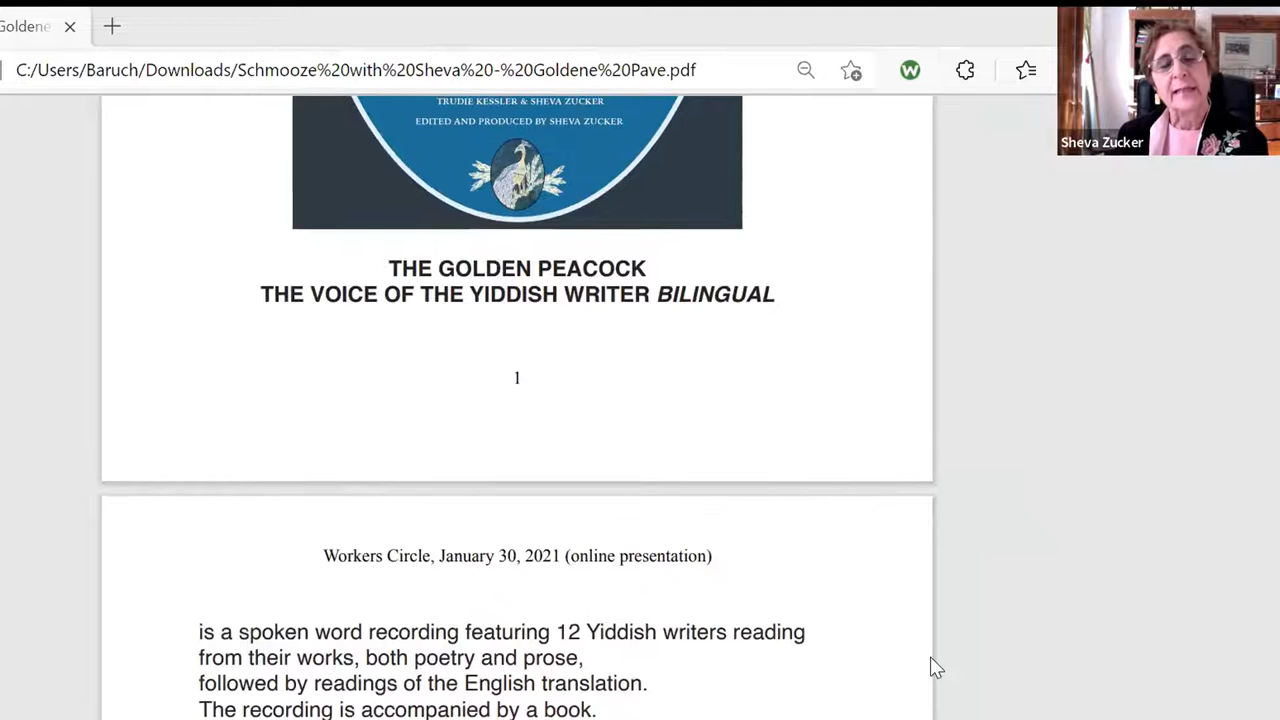 Goldene
C:/Users/Baruch/Downloads/Schmooze%20with%20Sheva%20-%20Goldene%20Pave.pdf
W
Sheva Zucker
TRUDIE KESSLER & SHEVA ZUCKER
EDITED AND PRODUCED BY SHEVA ZUCKER
THE GOLDEN PEACOCK
THE VOICE OF THE YIDDISH WRITER BILINGUAL
1
Workers Circle, January 30, 2021 (online presentation)
is a spoken word recording featuring 12 Yiddish writers reading
from their works, both poetry and prose,
followed by readings of the English translation.
The recording is accompanied by a book.